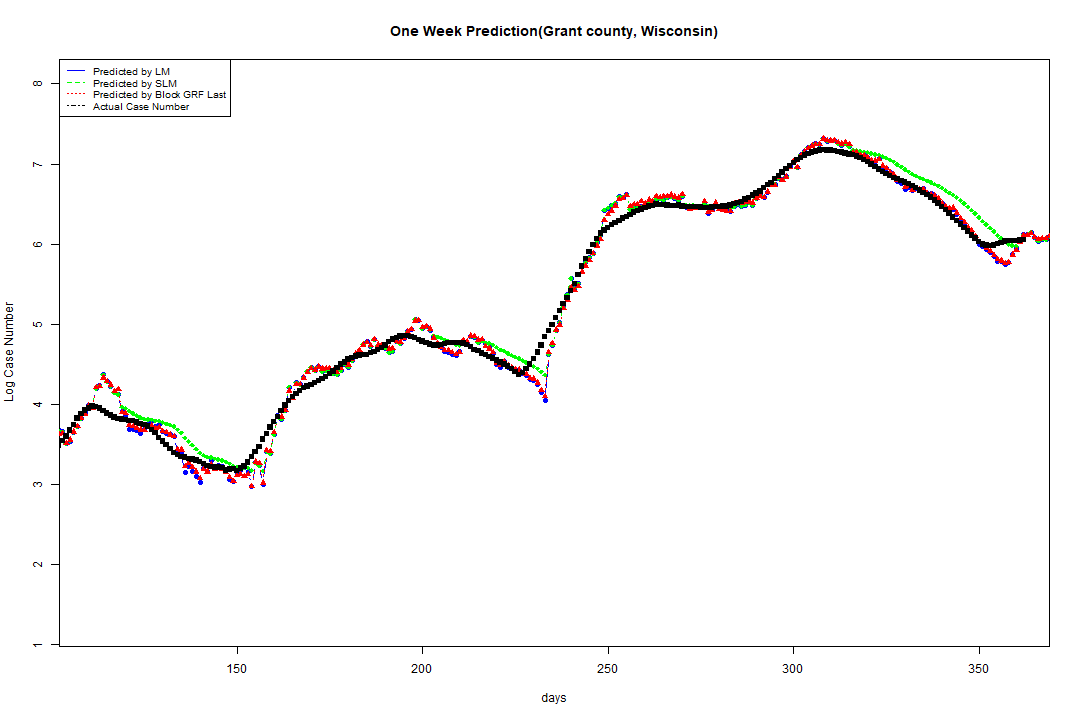 One Week Prediction(Grant county, Wisconsin)
Predicted by LM
Predicted by SLM
Predicted by Block GRF Last
Actual Case Number
8
7
6
5
4
3
2
1
Log Case Number
150 200 250 300 350
days